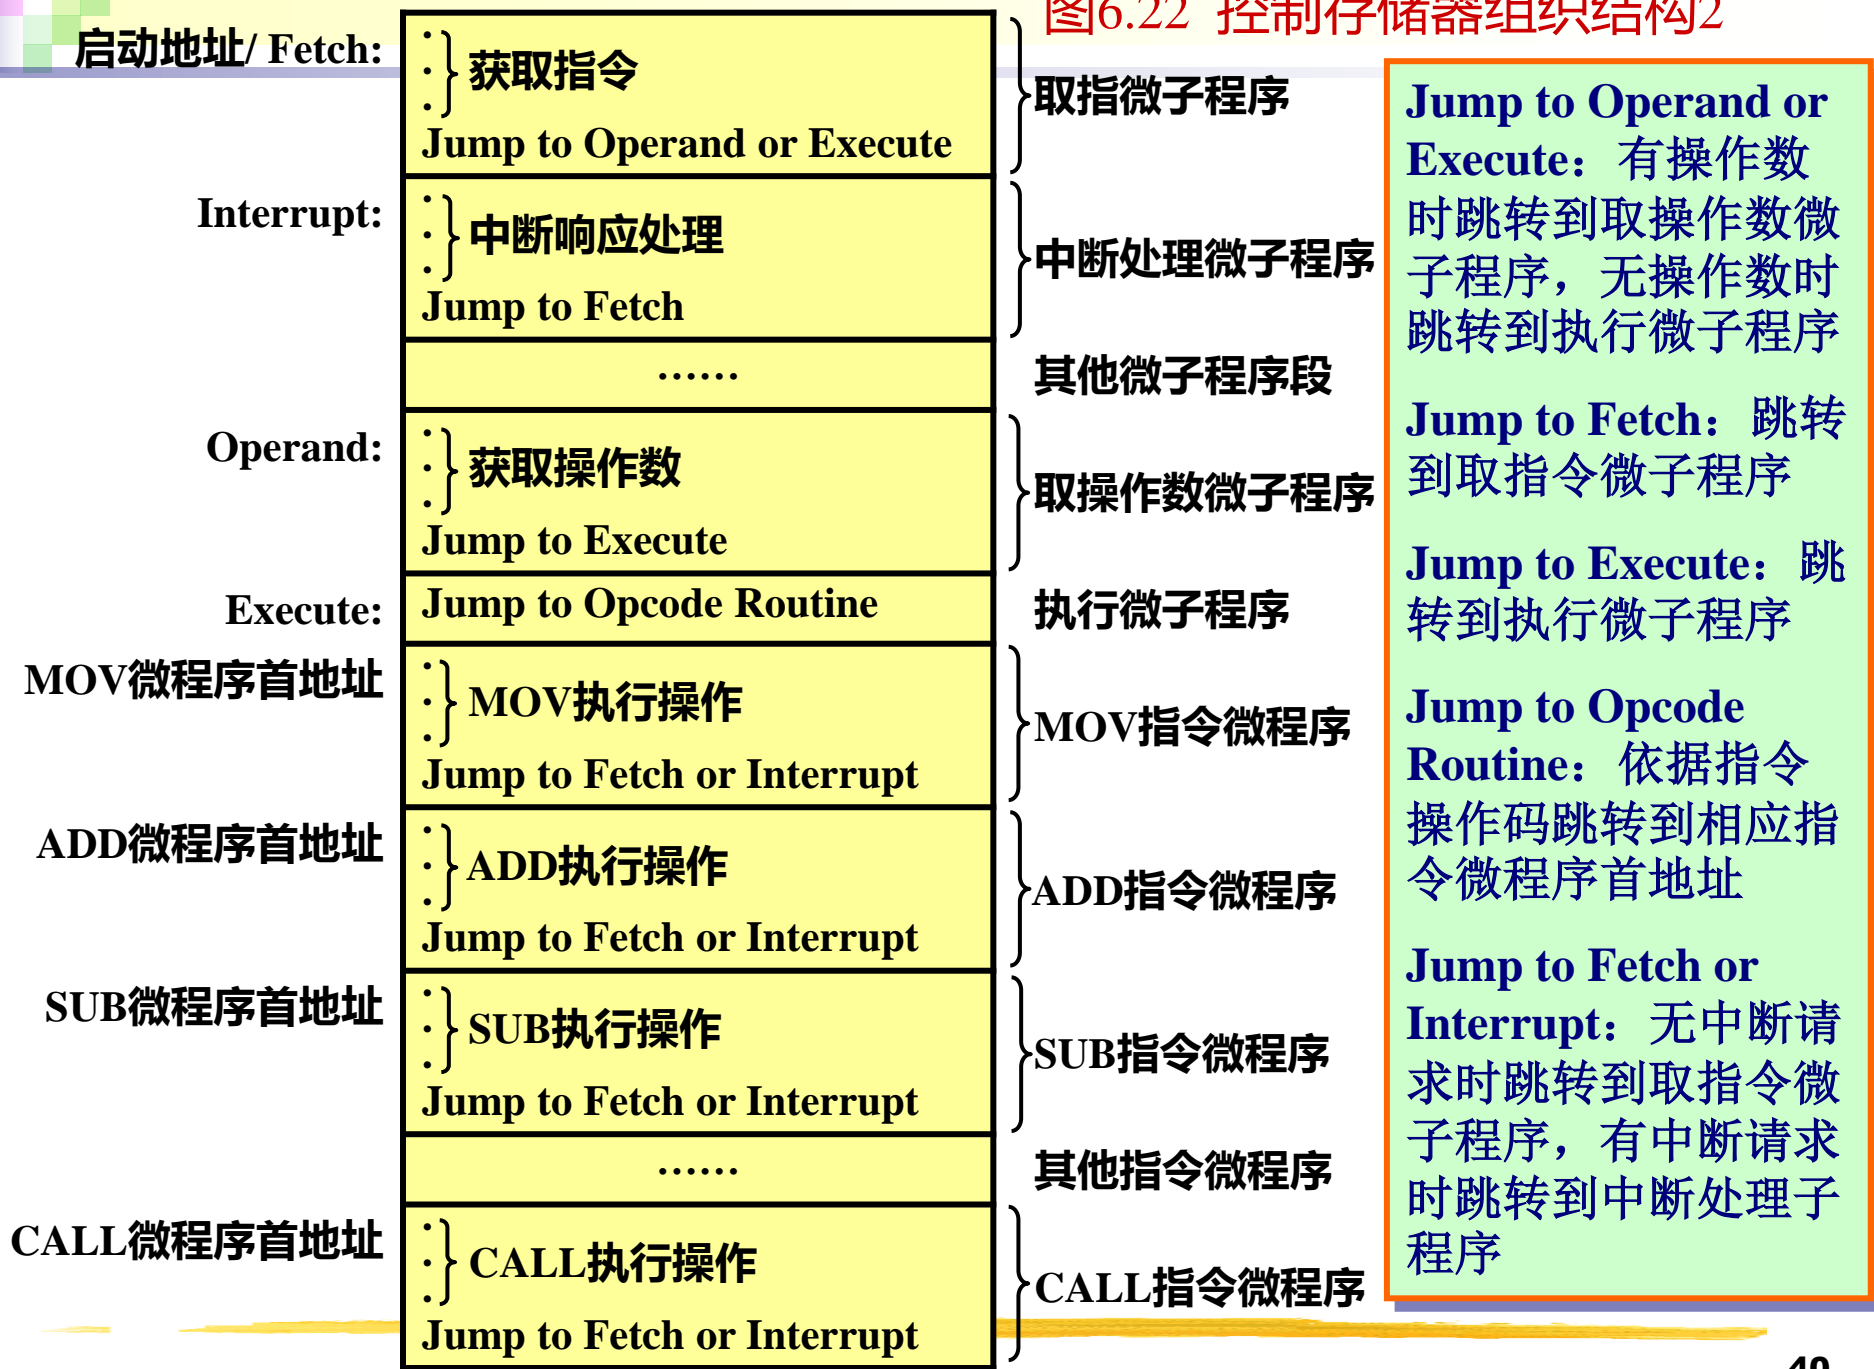 图6.22 控制存储器组织结构2
启动地址/ Fetch:
获取指令
Jump to Operand or Execute
取指微子程序
Interrupt:
中断响应处理
Jump to Fetch
中断处理微子程序
……
其他微子程序段
Operand:
获取操作数
Jump to Execute
取操作数微子程序
Execute:
Jump to Opcode Routine
执行微子程序
MOV微程序首地址
MOV执行操作
Jump to Fetch or Interrupt
MOV指令微程序
ADD微程序首地址
ADD执行操作
Jump to Fetch or Interrupt
ADD指令微程序
SUB微程序首地址
SUB执行操作
Jump to Fetch or Interrupt
SUB指令微程序
……
其他指令微程序
CALL微程序首地址
CALL执行操作
Jump to Fetch or Interrupt
CALL指令微程序
Jump to Operand or
Execute：有操作数
时跳转到取操作数微
子程序，无操作数时
跳转到执行微子程序
Jump to Fetch：跳转
到取指令微子程序
Jump to Execute：跳
转到执行微子程序
Jump to Opcode
Routine：依据指令
操作码跳转到相应指
令微程序首地址
Jump to Fetch or
Interrupt：无中断请
求时跳转到取指令微
子程序，有中断请求
时跳转到中断处理子
程序